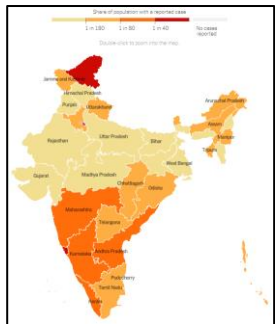 Share of population with a reported case
1 in 180 1 in 80 1 in 40 No cases reported
Double click to zoom into the map
Jammu and Kashmir
Himachal Pradesh
Punjab
Uttarakhand
Arunachal Pradesh
Rajasthan
Uttar Pradesh
Bihar
Assam
Manipur
Tripura
West Bengal
Gujarat
Madhya Pradesh
Chhattisgarh
Odisha
Maharashtra
Telangana
Karnataka
Andhra Pradesh
Puducherry
Tamil Nadu
Kerala